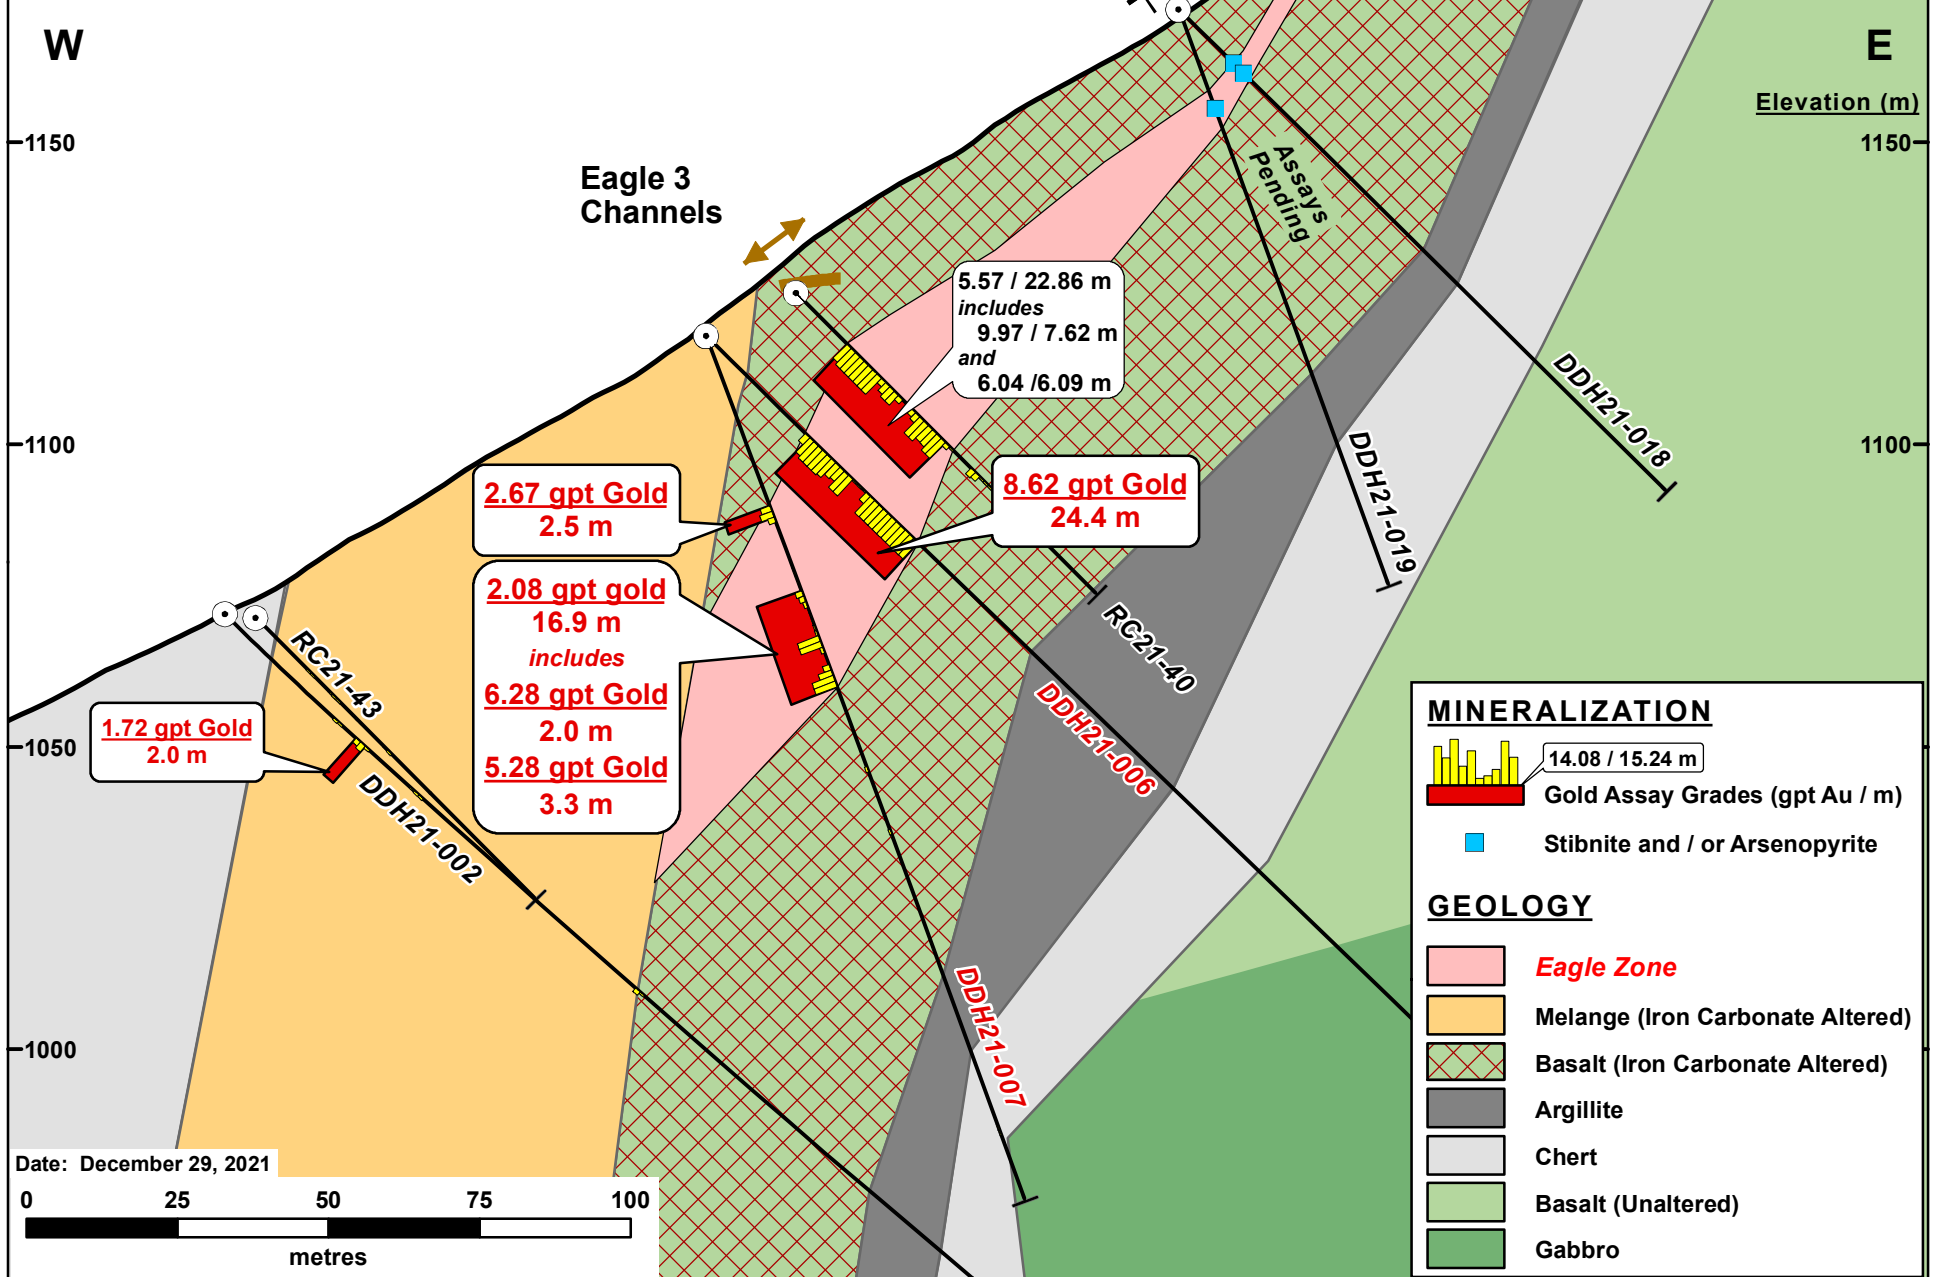 W
E
Elevation (m)
1150
1150
Assays
Pending
Eagle 3
Channels
5.57 / 22.86 m
includes
9.97 / 7.62 m
and
6.04 /6.09 m
DDH21-018
1100
1100
DDH21-019
2.67 gpt Gold
2.5 m
8.62 gpt Gold
24.4 m
2.08 gpt gold
16.9 m
includes
6.28 gpt Gold
2.0 m
5.28 gpt Gold
3.3 m
RC21-43
RC21-40
1.72 gpt Gold
2.0 m
1050
DDH21-002
DDH21-006
DDH21-007
1000
MINERALIZATION
14.08 / 15.24 m
Gold Assay Grades (gpt Au / m)
Stibnite and / or Arsenopyrite
GEOLOGY
Eagle Zone
Melange (Iron Carbonate Altered)
Basalt (Iron Carbonate Altered)
Argillite
Chert
Basalt (Unaltered)
Gabbro
Date: December 29, 2021
0 25 50 75 100
metres